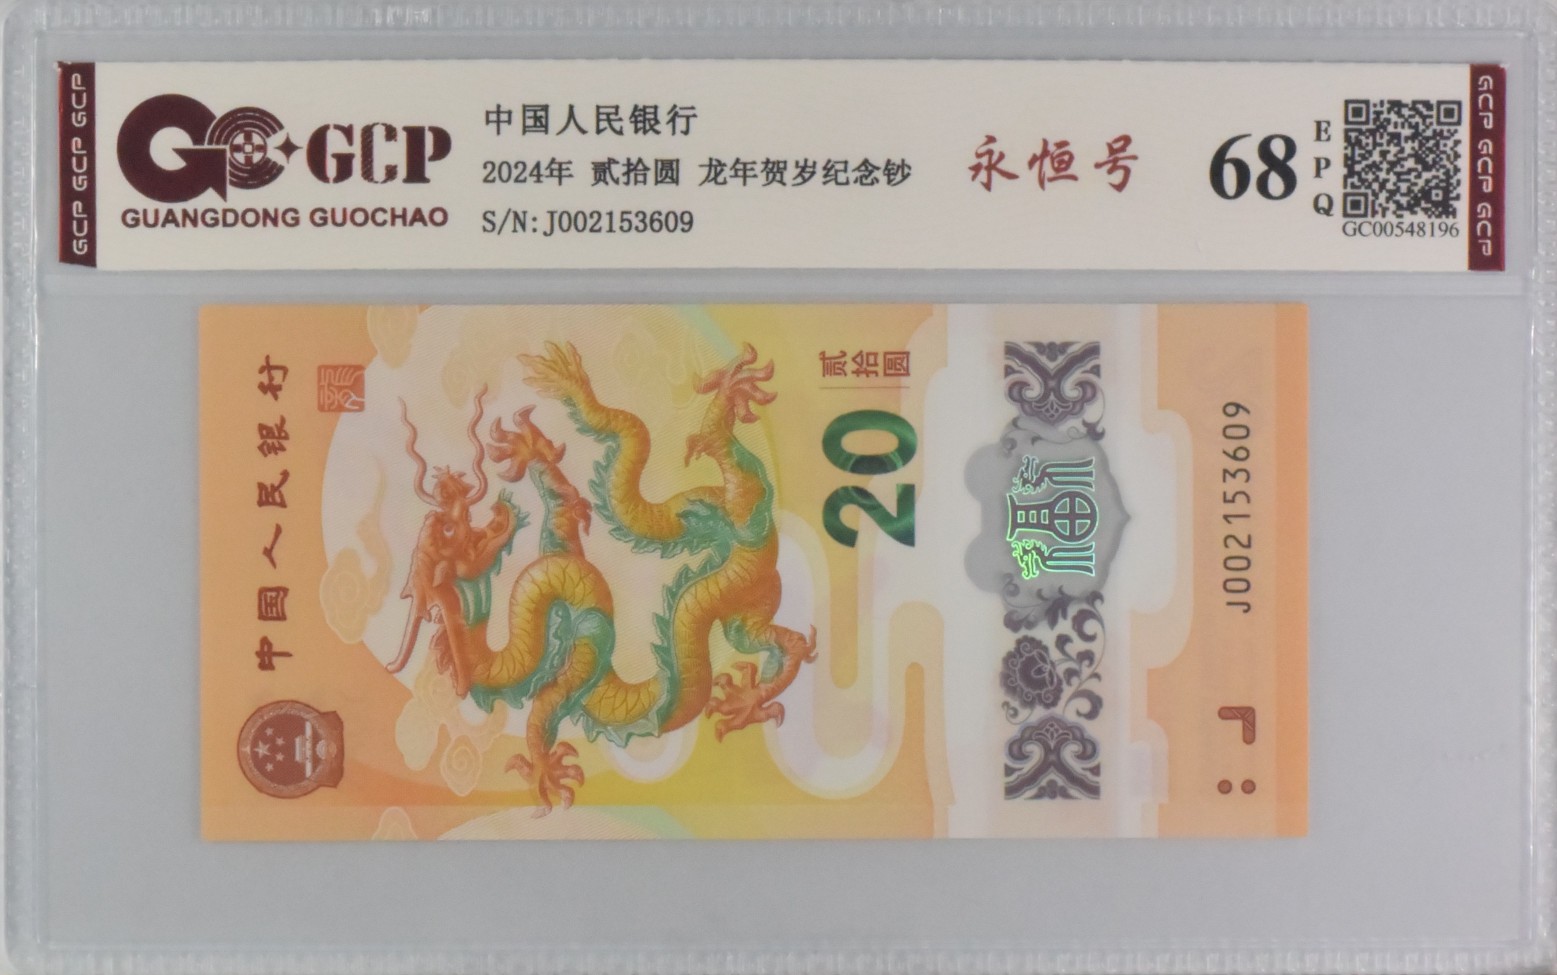 GCP GCP GCP
GCP
GUANGDONG GUOCHAO
中国人民银行
2024年 贰拾圆 龙年贺岁纪念钞
S/N:J002153609
永恒号
68
EPQ
GC00548196
GCP GCP GCP
中国人民银行
贰拾圆
20
J002153609